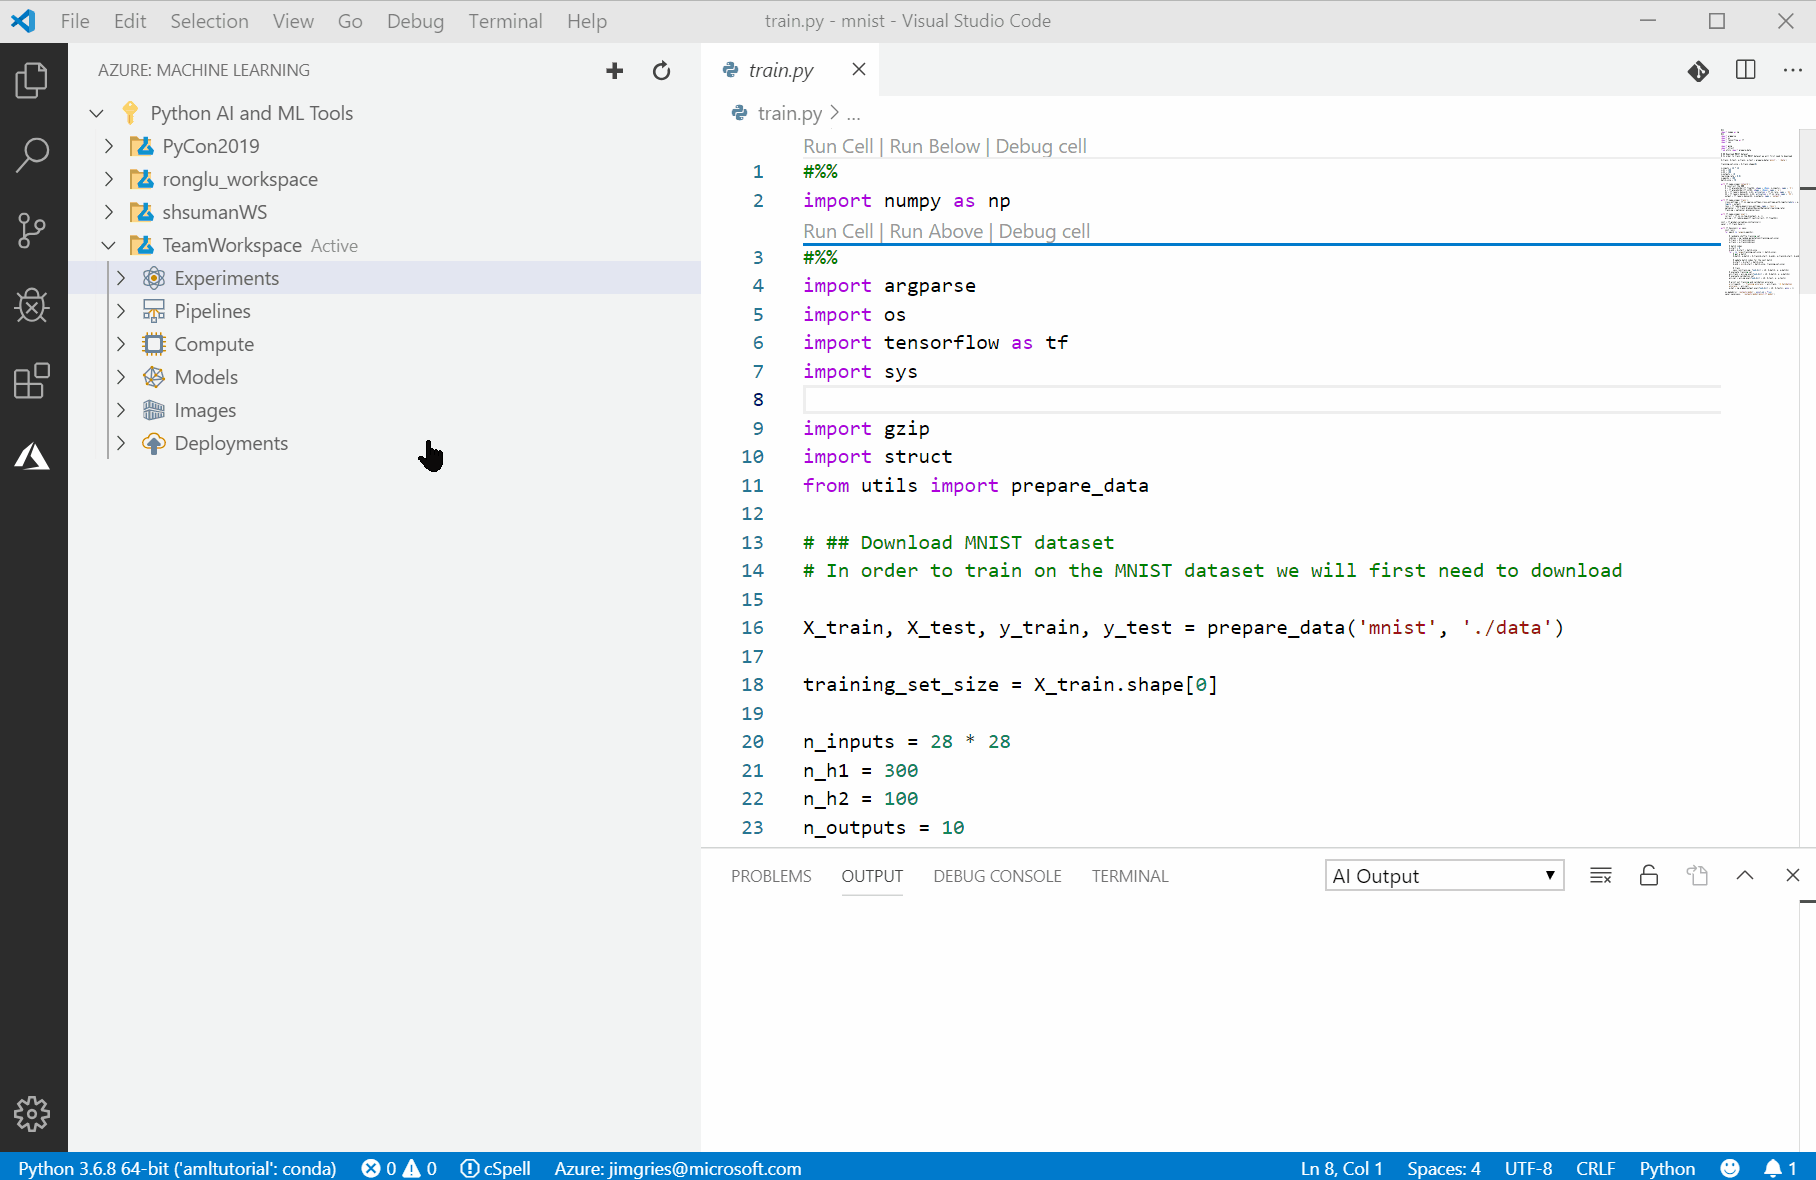 File Edit Selection View Go Debug Terminal Help train.py - mnist - Visual Studio Code
AZURE: MACHINE LEARNING
Python AI and ML Tools
PyCon2019
ronglu_workspace
shsumanWS
TeamWorkspace Active
Experiments
Pipelines
Compute
Models
Images
Deployments
train.py
train.py > ...
Run Cell | Run Below | Debug cell
1 #%%
2 import numpy as np
Run Cell | Run Above | Debug cell
3 #%%
4 import argparse
5 import os
6 import tensorflow as tf
7 import sys
8
9 import gzip
10 import struct
11 from utils import prepare_data
12
13 # ## Download MNIST dataset
14 # In order to train on the MNIST dataset we will first need to download
15
16 X_train, X_test, y_train, y_test = prepare_data('mnist', './data')
17
18 training_set_size = X_train.shape[0]
19
20 n_inputs = 28 * 28
21 n_h1 = 300
22 n_h2 = 100
23 n_outputs = 10
PROBLEMS OUTPUT DEBUG CONSOLE TERMINAL AI Output
Python 3.6.8 64-bit ('amltutorial': conda) 0 0 cSpell Azure: jimgries@microsoft.com Ln 8, Col 1 Spaces: 4 UTF-8 CRLF Python 1